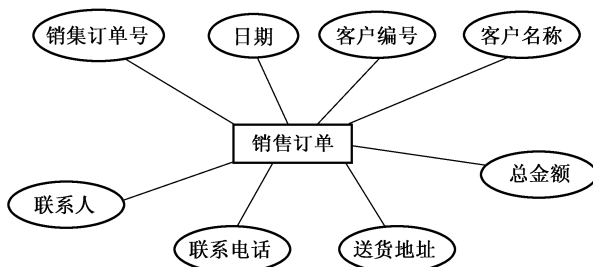 销集订单号
日期
客户编号
客户名称
销售订单
总金额
联系人
联系电话
送货地址